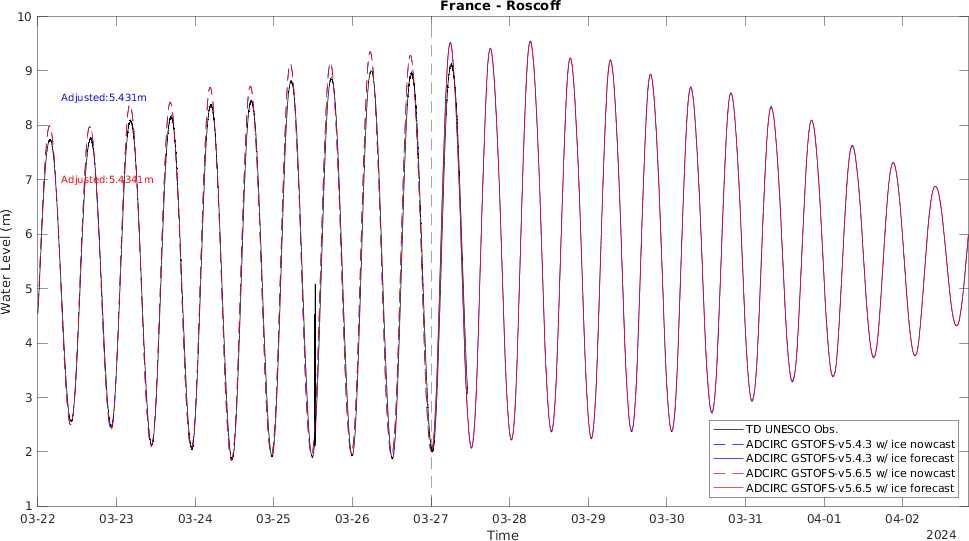 France - Roscoff
10
9
8
7
6
5
4
3
2
1
Water Level (m)
Adjusted:5.431m
Adjusted:5.4341m
TD UNESCO Obs.
ADCIRC GSTOFS-v5.4.3 w/ ice nowcast
ADCIRC GSTOFS-v5.4.3 w/ ice forecast
ADCIRC GSTOFS-v5.6.5 w/ ice nowcast
ADCIRC GSTOFS-v5.6.5 w/ ice forecast
03-22 03-23 03-24 03-25 03-26 03-27 03-28 03-29 03-30 03-31 04-01 04-02
Time
2024